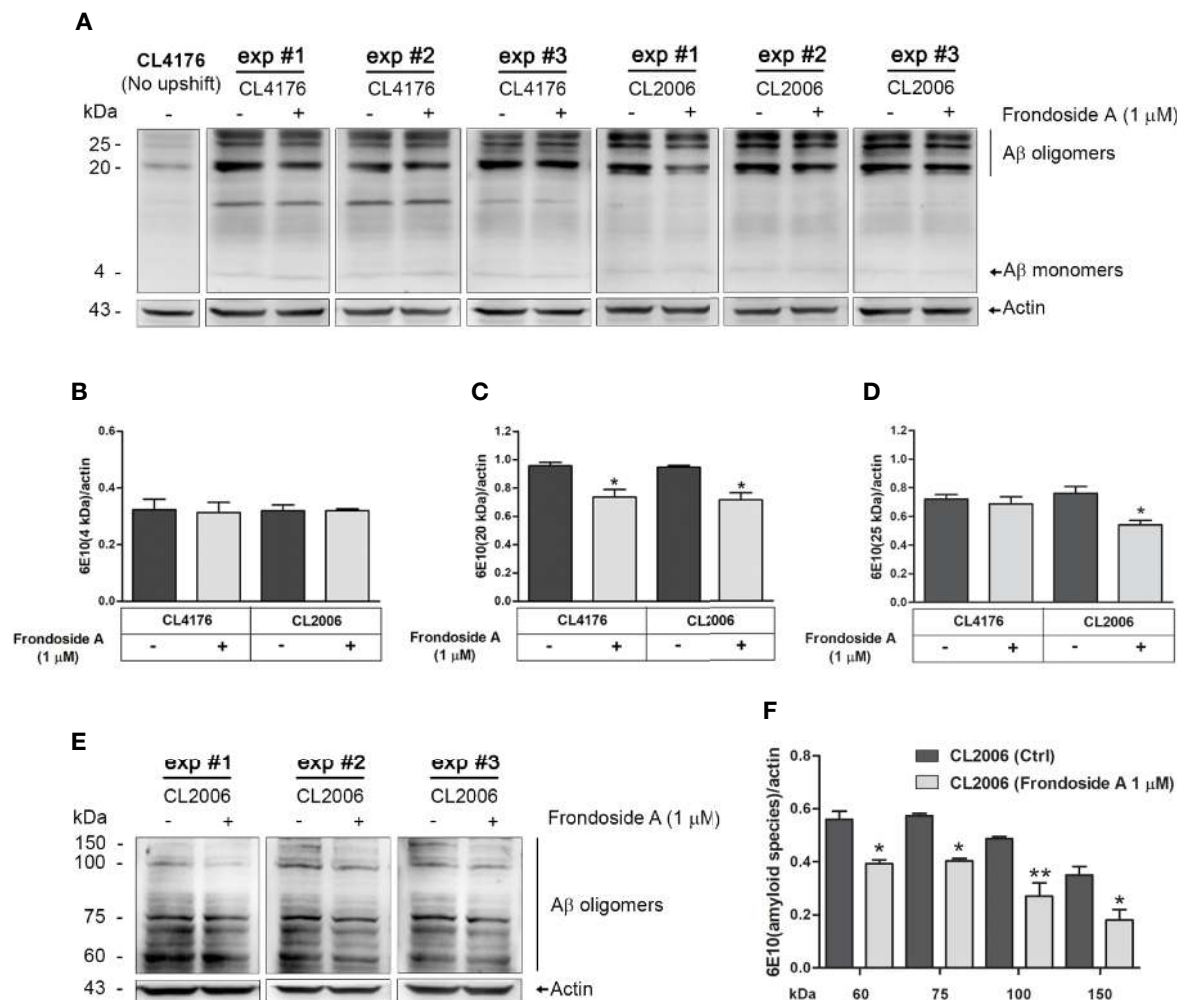 A
CL4176 (No upshift)
exp #1 exp #2 exp #3 exp #1 exp #2 exp #3
CL4176 CL4176 CL4176 CL2006 CL2006 CL2006
kDa - - + - + - + - + - + - + Frondoside A (1 μM)
25 -
20 -
Aβ oligomers
4 -
←Aβ monomers
43 -
←Actin
B
6E10(4 kDa)/actin
0.6
0.4
0.2
0.0
CL4176 CL2006
Frondoside A (1 μM) - + - +
C
6E10(20 kDa)/actin
1.2
1.0
0.8
0.6
0.4
0.2
0.0
* *
CL4176 CL2006
Frondoside A (1 μM) - + - +
D
6E10(25 kDa)/actin
1.2
1.0
0.8
0.6
0.4
0.2
0.0
*
CL4176 CL2006
Frondoside A (1 μM) - + - +
E
exp #1 exp #2 exp #3
CL2006 CL2006 CL2006
kDa - + - + - + Frondoside A (1 μM)
150 -
100 -
75 -
60 -
Aβ oligomers
43 -
←Actin
F
6E10(amyloid species)/actin
0.8
0.6
0.4
0.2
0.0
CL2006 (Ctrl)
CL2006 (Frondoside A 1 μM)
* * ** *
kDa 60 75 100 150